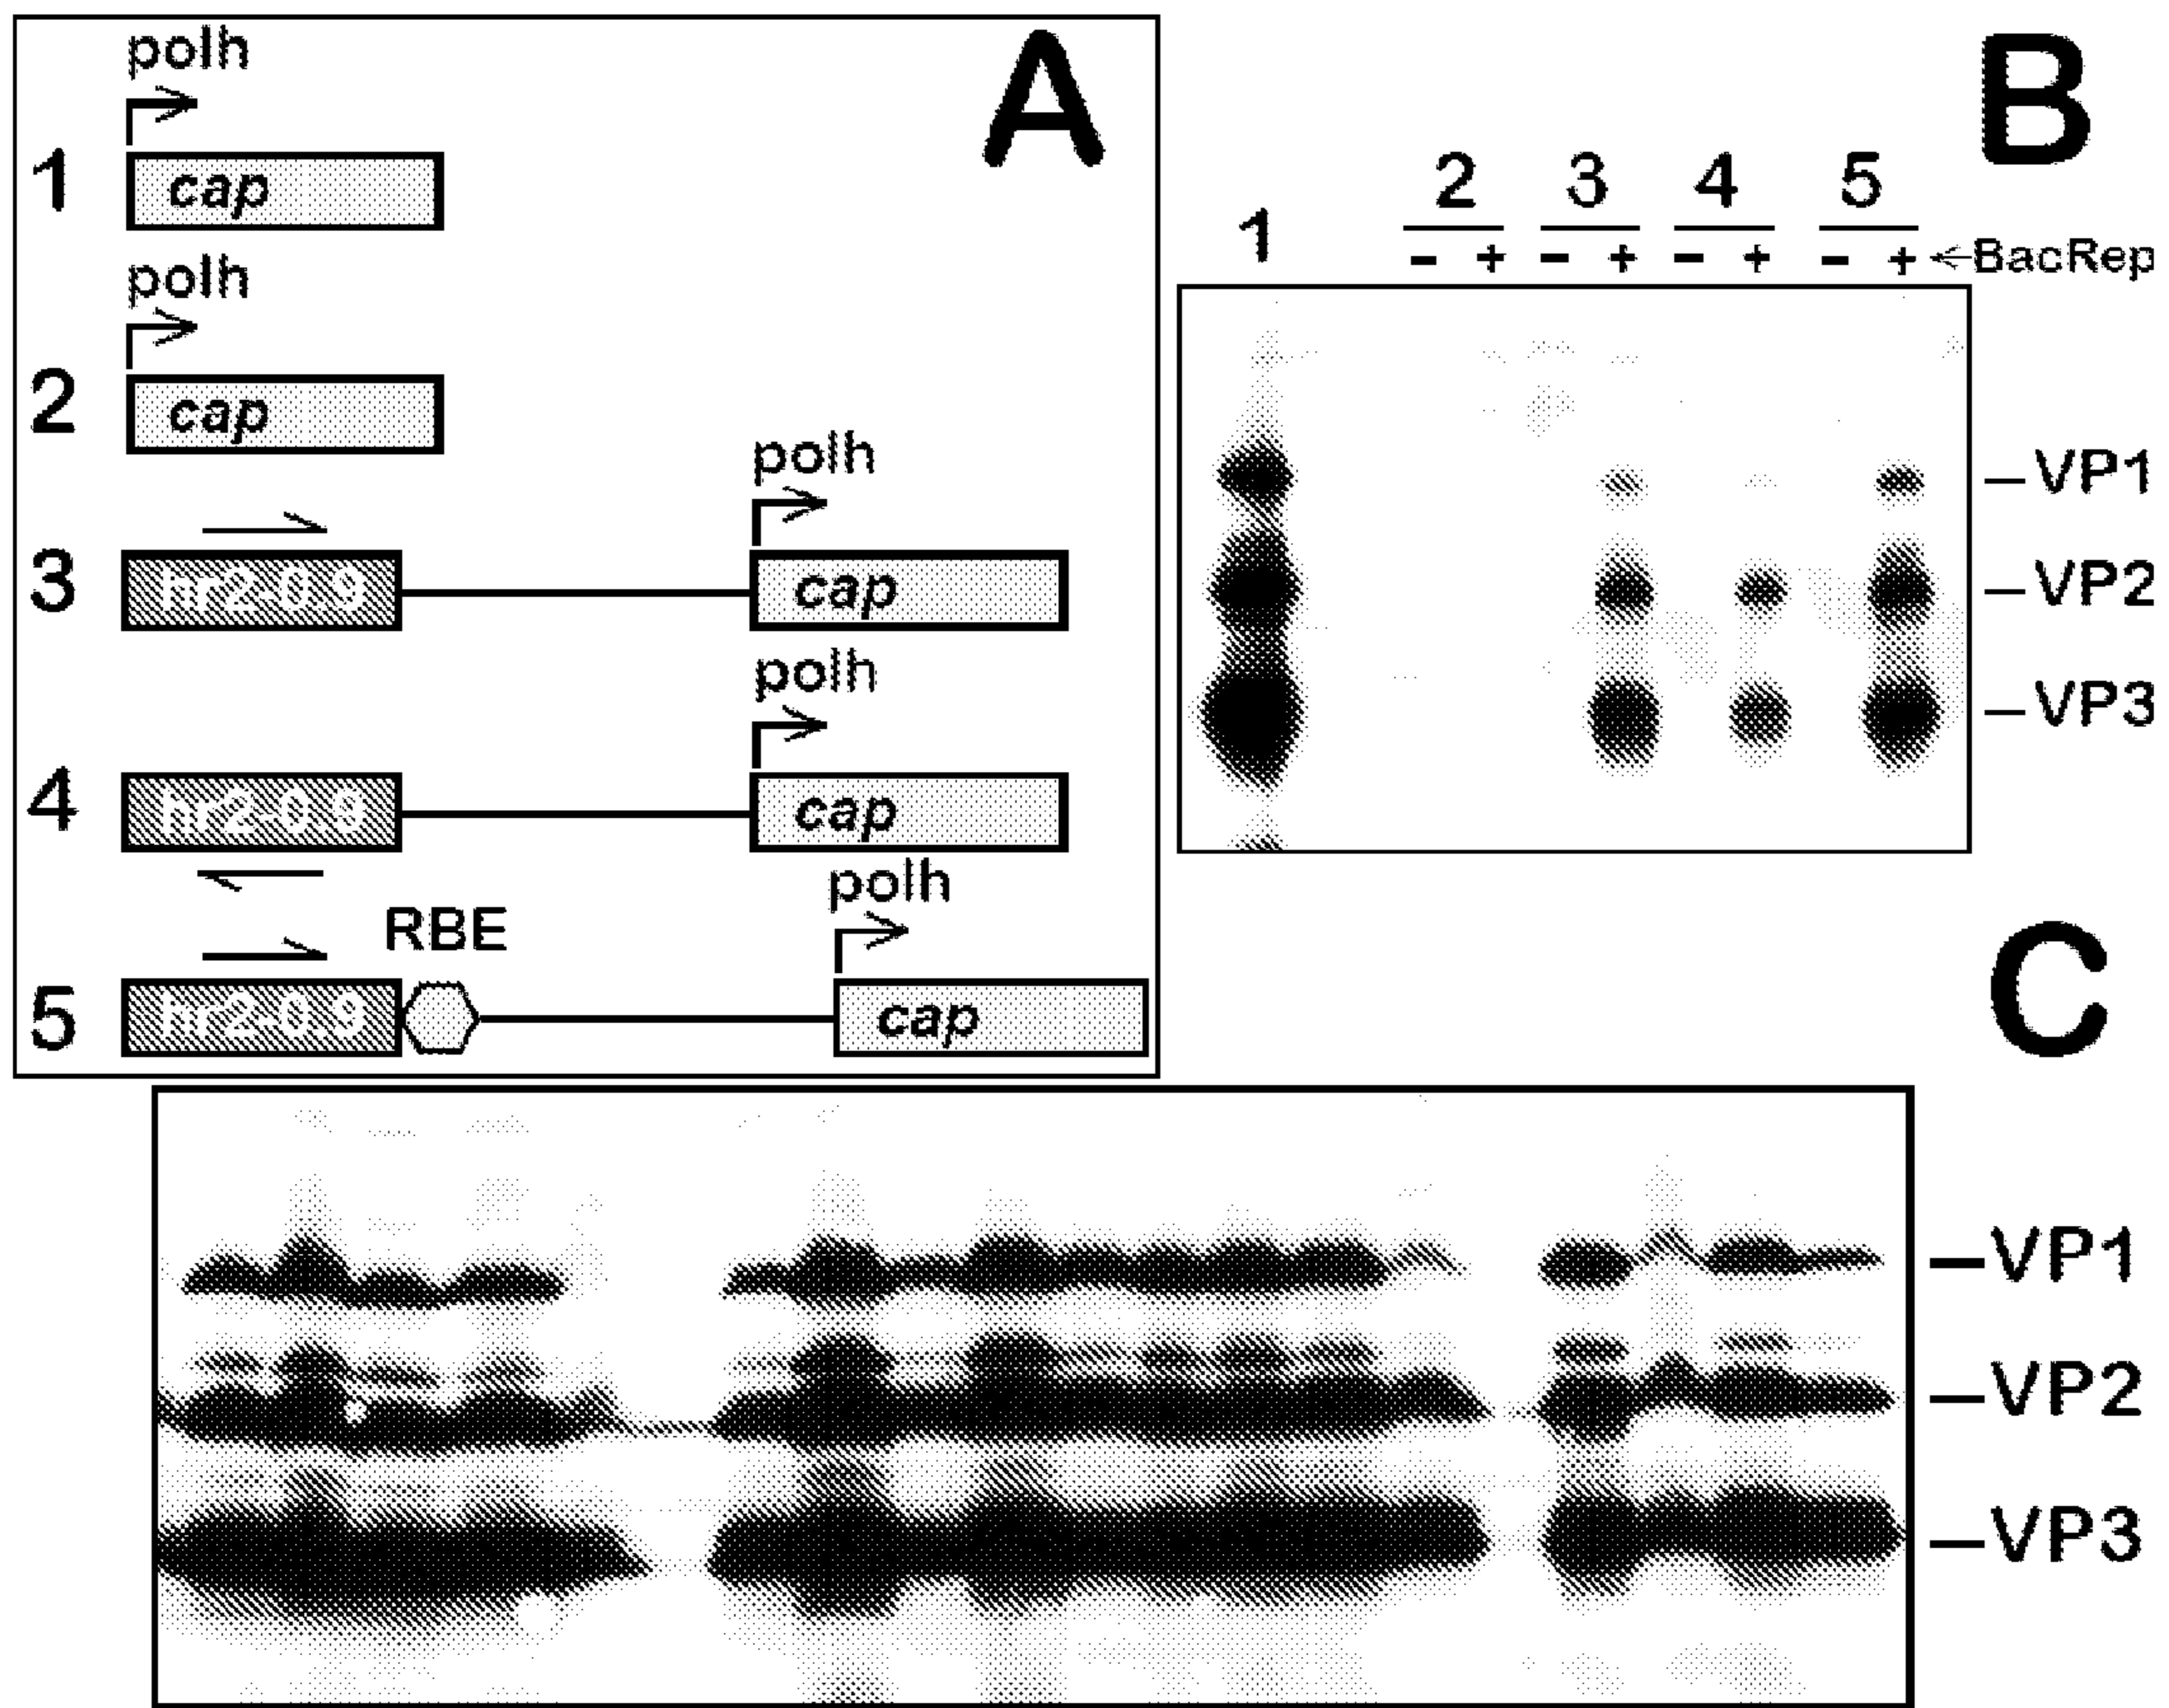 A
polh
1 cap
polh
2 cap
polh
3 hr2-0.9 cap
polh
4 hr2-0.9 cap
RBE polh
5 hr2-0.9 cap
B
1 2 3 4 5
- + - + - + - + ←BacRep
VP1
VP2
VP3
C
VP1
VP2
VP3